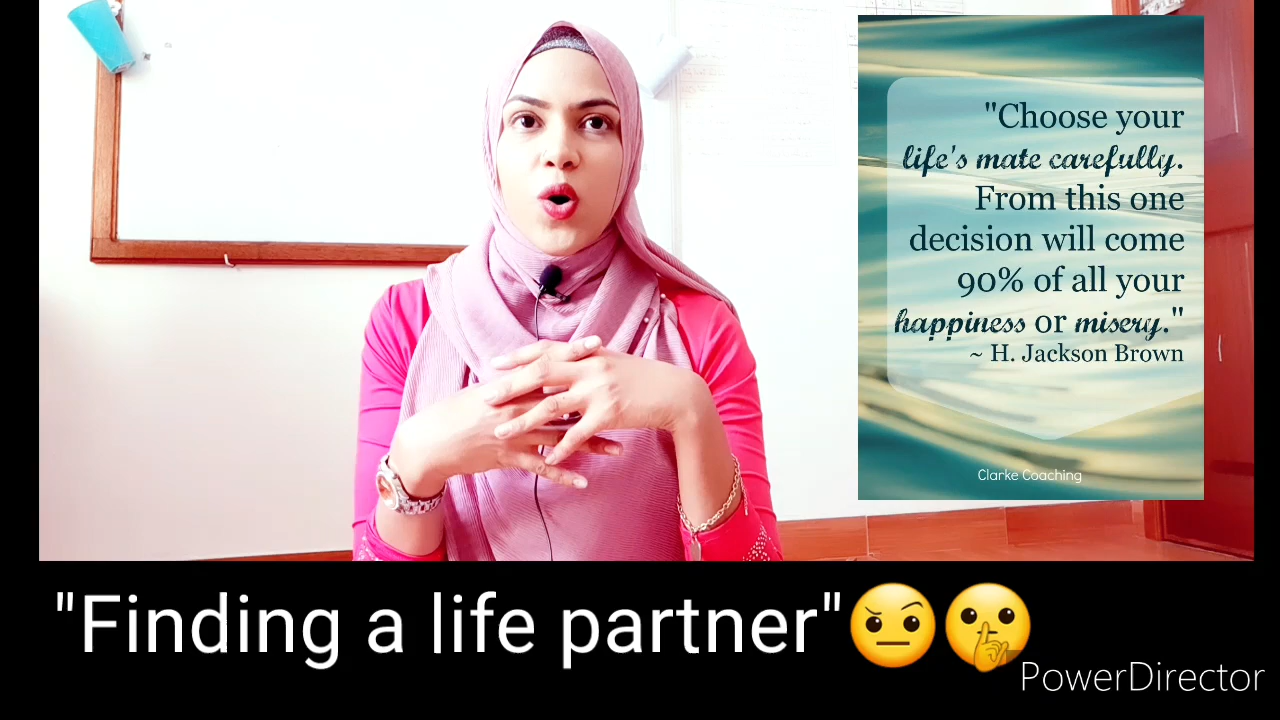 "Choose your
life's mate carefully.
From this one
decision will come
90% of all your
happiness or misery."
~ H. Jackson Brown
Clarke Coaching
"Finding a life partner"🤨🤫
PowerDirector